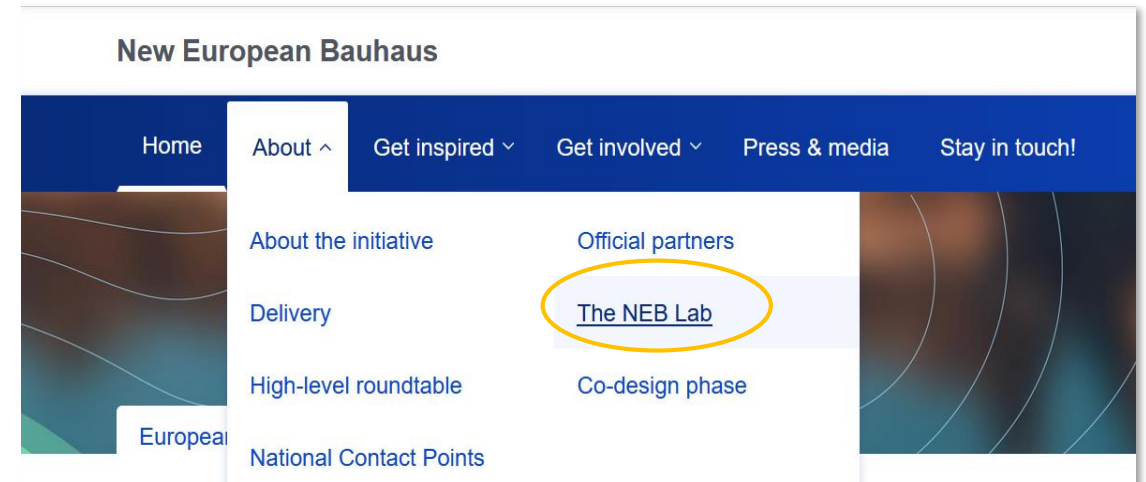 New European Bauhaus
Home About Get inspired Get involved Press & media Stay in touch!
About the initiative Official partners
Delivery The NEB Lab
High-level roundtable Co-design phase
European
National Contact Points